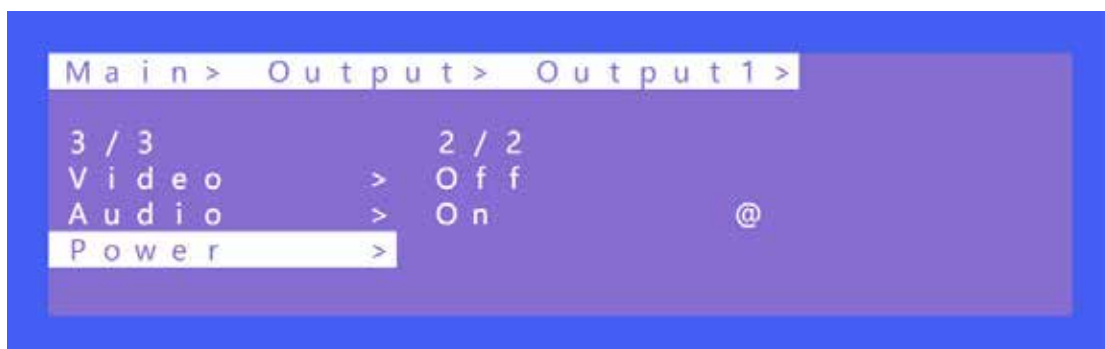 Main> Output> Output1>
3/3 2/2
Video > Off
Audio > On @
Power >